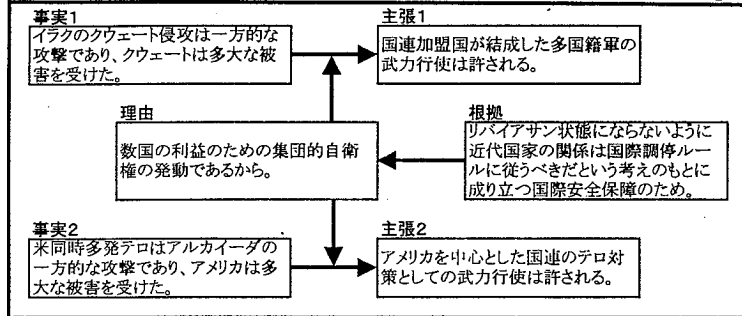 事実1
イラクのクウェート侵攻は一方的な
攻撃であり、クウェートは多大な被
害を受けた。
主張1
国連加盟国が結成した多国籍軍の
武力行使は許される。
理由
数国の利益のための集団的自衛
権の発動であるから。
根拠
リバイアサン状態にならないように
近代国家の関係は国際調停ルー
ルに従うべきだという考えのもとに
成り立つ国際安全保障のため。
事実2
米同時多発テロはアルカイーダの
一方的な攻撃であり、アメリカは多
大な被害を受けた。
主張2
アメリカを中心とした国連のテロ対
策としての武力行使は許される。